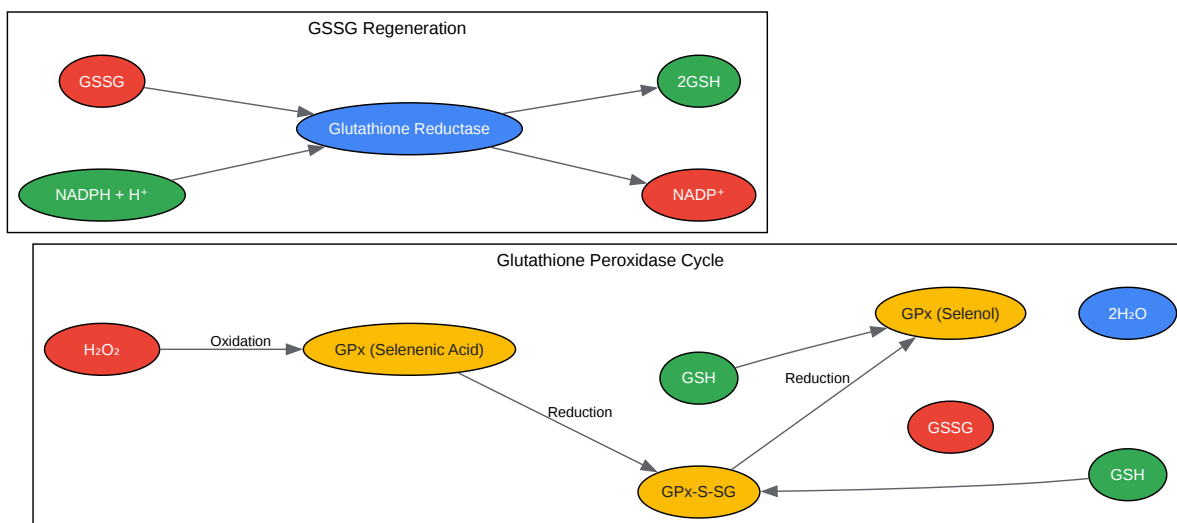 GSSG Regeneration
GSSG
2GSH
Glutathione Reductase
NADPH + H⁺
NADP⁺
Glutathione Peroxidase Cycle
GPx (Selenol)
2H₂O
H₂O₂
Oxidation
GPx (Selenenic Acid)
GSH
Reduction
Reduction
GSSG
GSH
GPx-S-SG